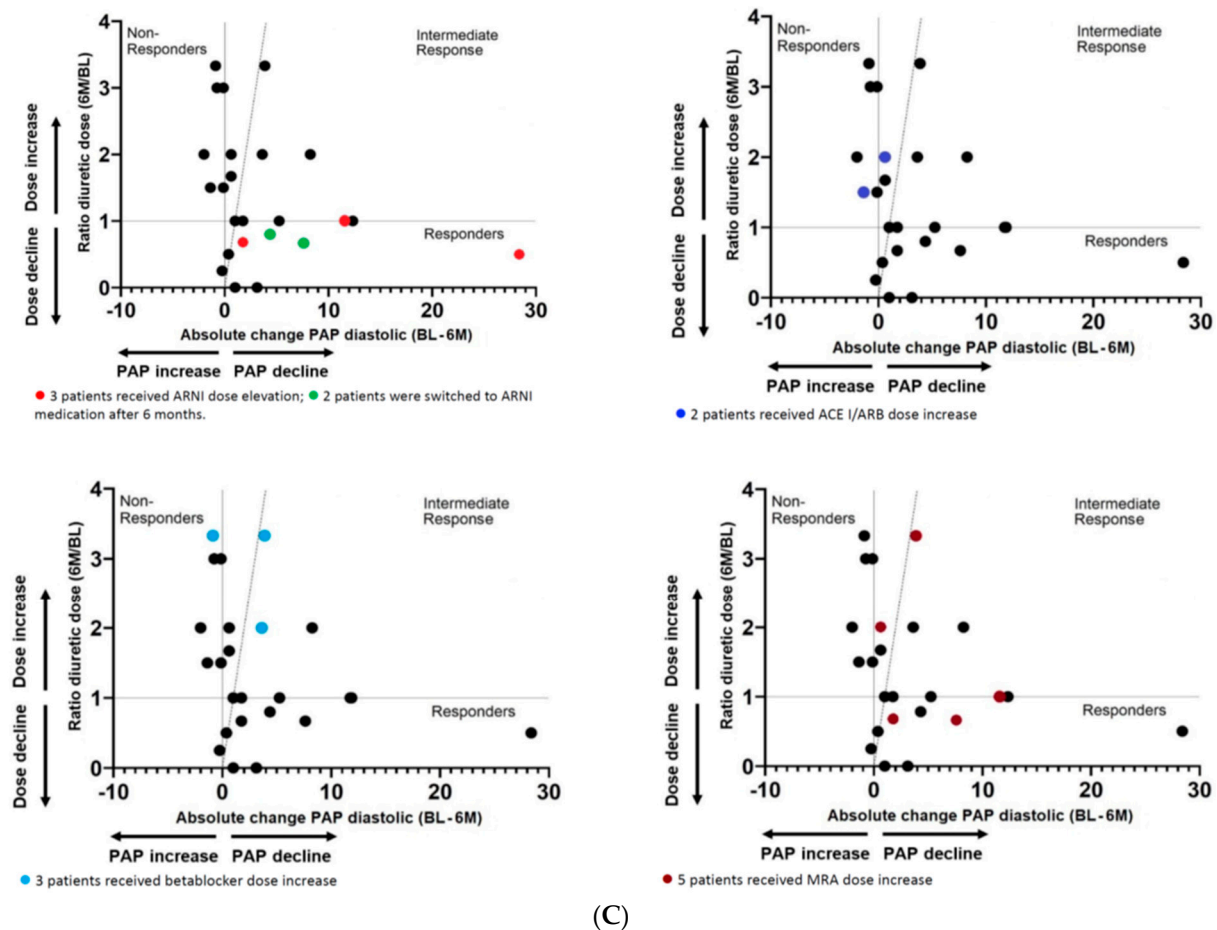 Non-
Responders
Intermediate
Response
Responders
Ratio diuretic dose (6M/BL)
Dose increase
Dose decline
4
3
2
1
0
-10
0
10
20
30
Absolute change PAP diastolic (BL-6M)
PAP increase
PAP decline
3 patients received ARNI dose elevation; 2 patients were switched to ARNI
medication after 6 months.
Non-
Responders
Intermediate
Response
Responders
Ratio diuretic dose (6M/BL)
Dose increase
Dose decline
4
3
2
1
0
-10
0
10
20
30
Absolute change PAP diastolic (BL-6M)
PAP increase
PAP decline
2 patients received ACE I/ARB dose increase
Non-
Responders
Intermediate
Response
Responders
Ratio diuretic dose (6M/BL)
Dose increase
Dose decline
4
3
2
1
0
-10
0
10
20
30
Absolute change PAP diastolic (BL-6M)
PAP increase
PAP decline
3 patients received betablocker dose increase
Non-
Responders
Intermediate
Response
Responders
Ratio diuretic dose (6M/BL)
Dose increase
Dose decline
4
3
2
1
0
-10
0
10
20
30
Absolute change PAP diastolic (BL-6M)
PAP increase
PAP decline
5 patients received MRA dose increase
(C)